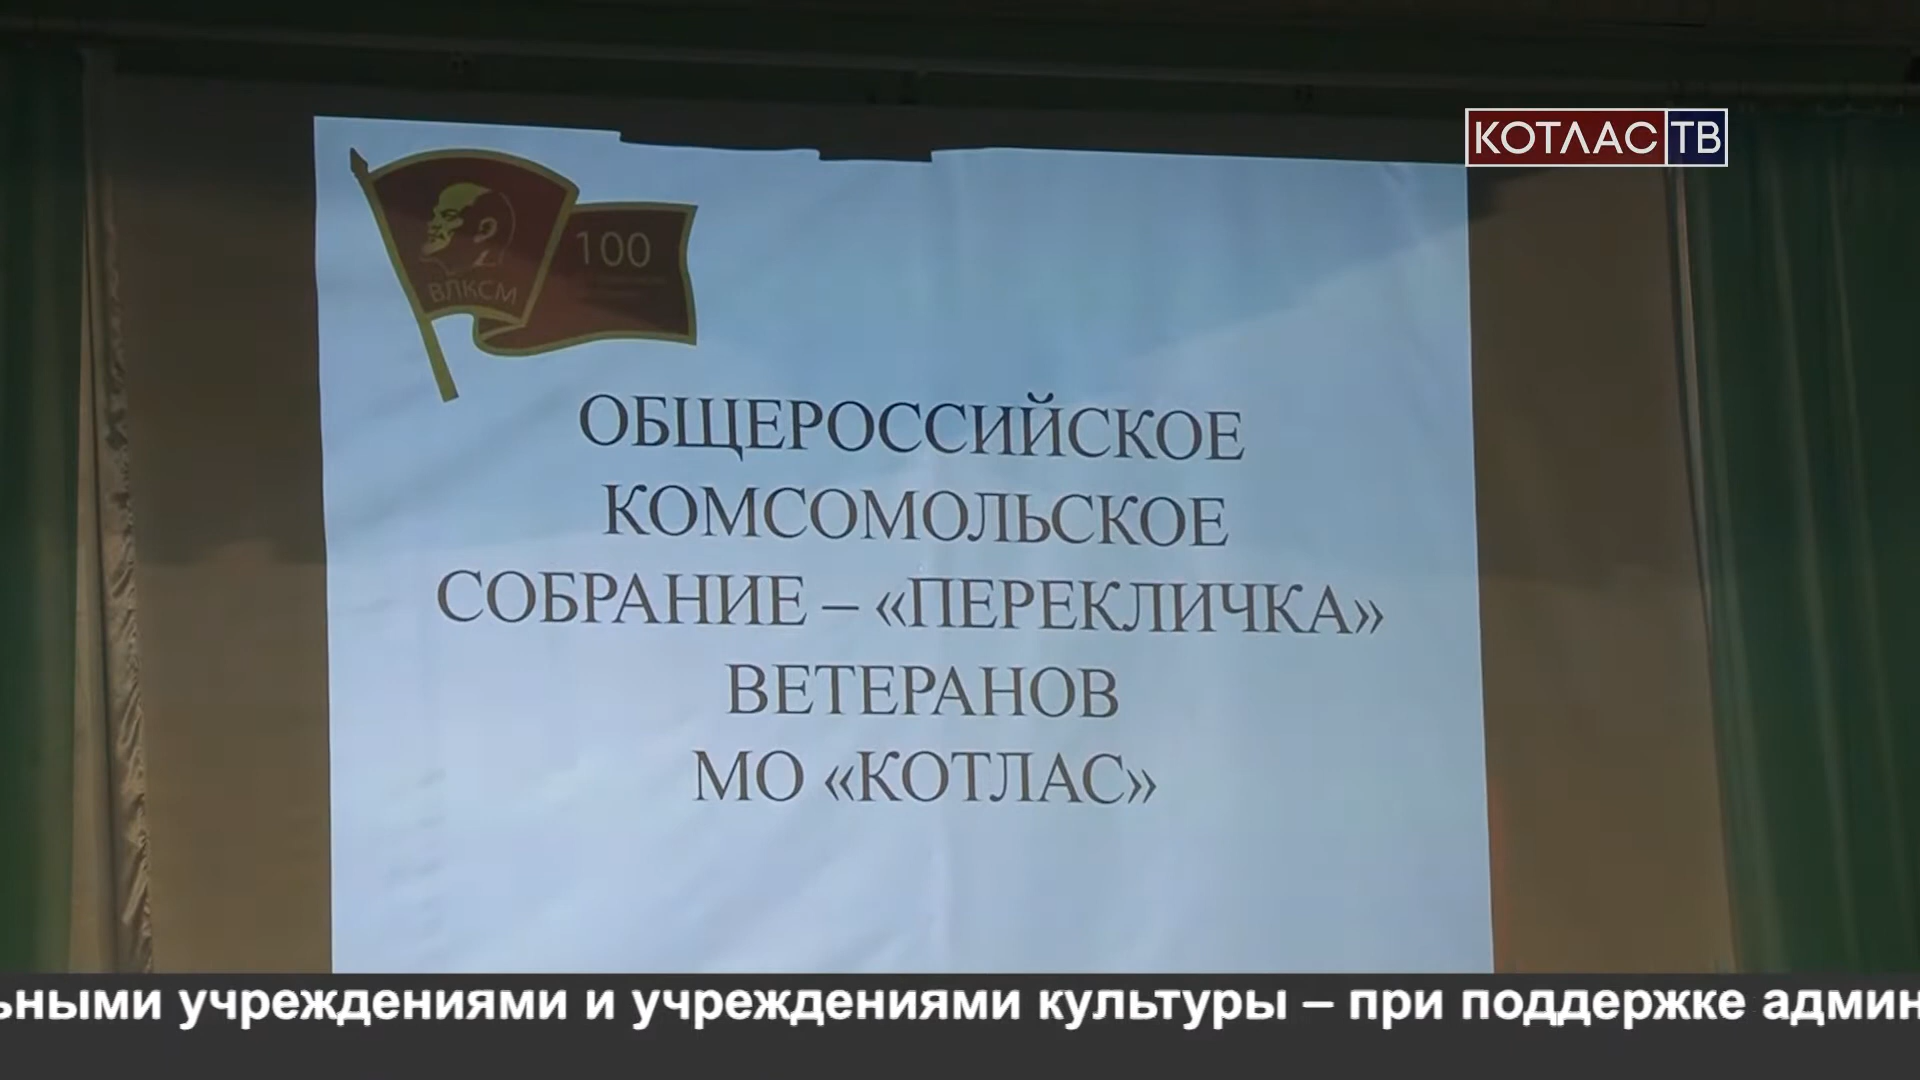 КОТЛАС ТВ
100
ВЛКСМ
ОБЩЕРОССИЙСКОЕ
КОМСОМОЛЬСКОЕ
СОБРАНИЕ – «ПЕРЕКЛИЧКА»
ВЕТЕРАНОВ
МО «КОТЛАС»
ьными учреждениями и учреждениями культуры – при поддержке админ